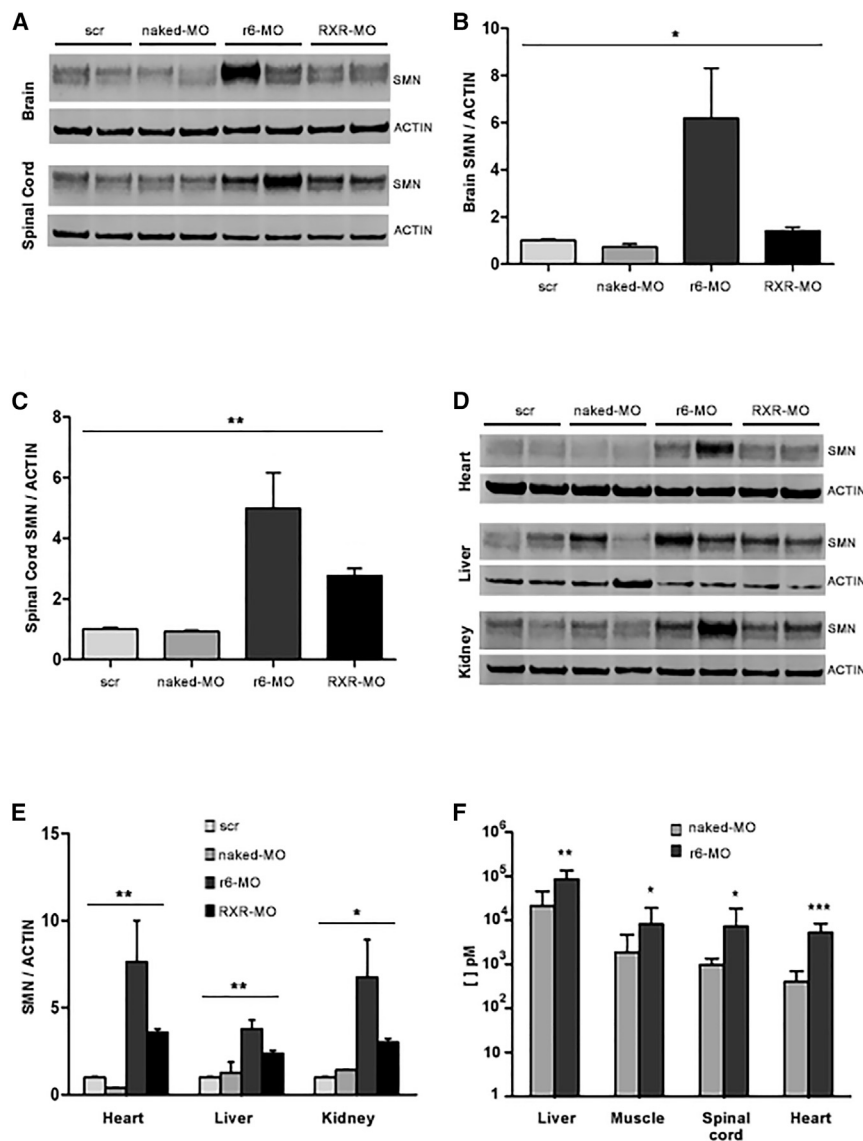 A
scr naked-MO r6-MO RXR-MO
Brain
SMN
ACTIN
Spinal Cord
SMN
ACTIN
B
*
Brain SMN / ACTIN
10
8
6
4
2
0
scr naked-MO r6-MO RXR-MO
C
**
Spinal Cord SMN / ACTIN
8
6
4
2
0
scr naked-MO r6-MO RXR-MO
D
scr naked-MO r6-MO RXR-MO
Heart
SMN
ACTIN
Liver
SMN
ACTIN
Kidney
SMN
ACTIN
E
SMN / ACTIN
15
10
5
0
scr
naked-MO
r6-MO
RXR-MO
**
**
*
Heart Liver Kidney
F
[ ] pM
10⁶
10⁵
10⁴
10³
10²
1
1
naked-MO
r6-MO
**
*
*
***
Liver Muscle Spinal cord Heart